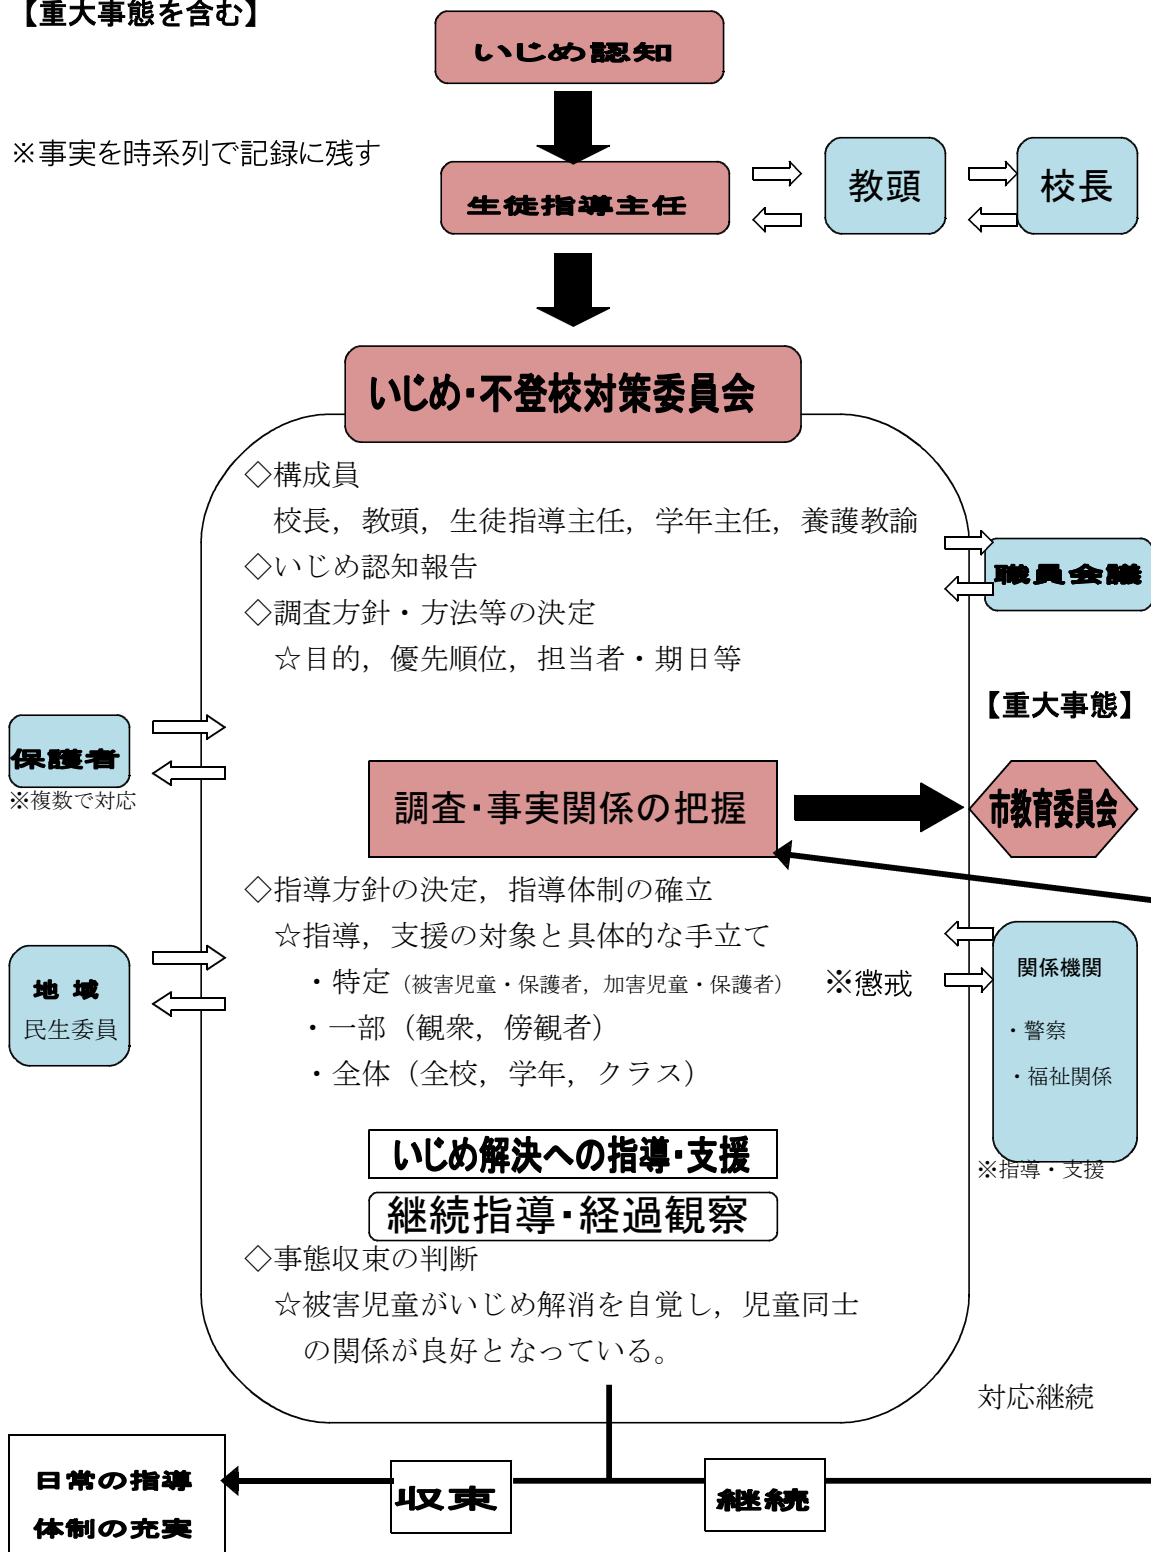 【重大事態を含む】
いじめ認知
※事実を時系列で記録に残す
生徒指導主任
教頭
校長
いじめ・不登校対策委員会
◇構成員
校長，教頭，生徒指導主任，学年主任，養護教諭
◇いじめ認知報告
職員会議
◇調査方針・方法等の決定
☆目的，優先順位，担当者・期日等
【重大事態】
保護者
※複数で対応
調査・事実関係の把握
市教育委員会
◇指導方針の決定，指導体制の確立
☆指導，支援の対象と具体的な手立て
・特定（被害児童・保護者，加害児童・保護者） ※懲戒
・一部（観衆，傍観者）
・全体（全校，学年，クラス）
地 域
民生委員
関係機関
・警察
・福祉関係
※指導・支援
いじめ解決への指導・支援
継続指導・経過観察
◇事態収束の判断
☆被害児童がいじめ解消を自覚し，児童同士
の関係が良好となっている。
対応継続
日常の指導
体制の充実
収束
継続